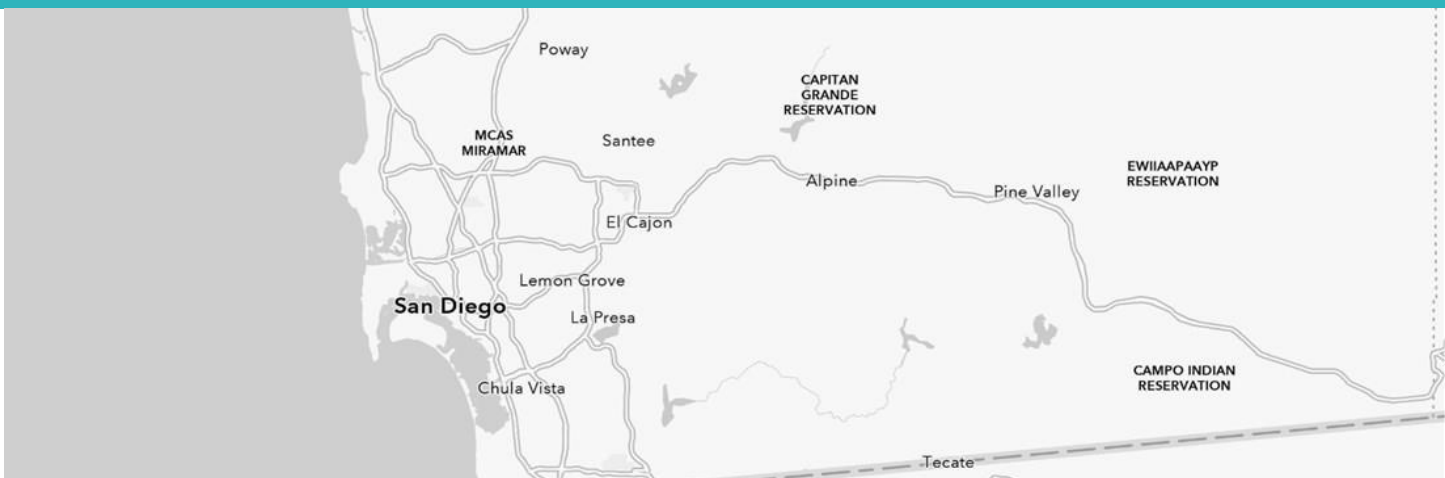 Poway
CAPITAN
GRANDE
RESERVATION
MCAS
MIRAMAR
Santee
EWIIAAPAAYP
RESERVATION
Alpine
Pine Valley
El Cajon
Lemon Grove
San Diego
La Presa
CAMPO INDIAN
RESERVATION
Chula Vista
Tecate